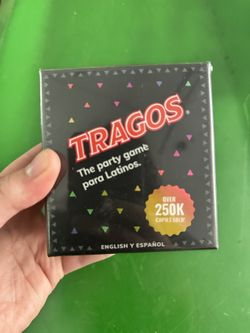 TRAGOS
The party game
para Latinos.
OVER
250K
COPIES SOLD!
ENGLISH Y ESPAÑOL